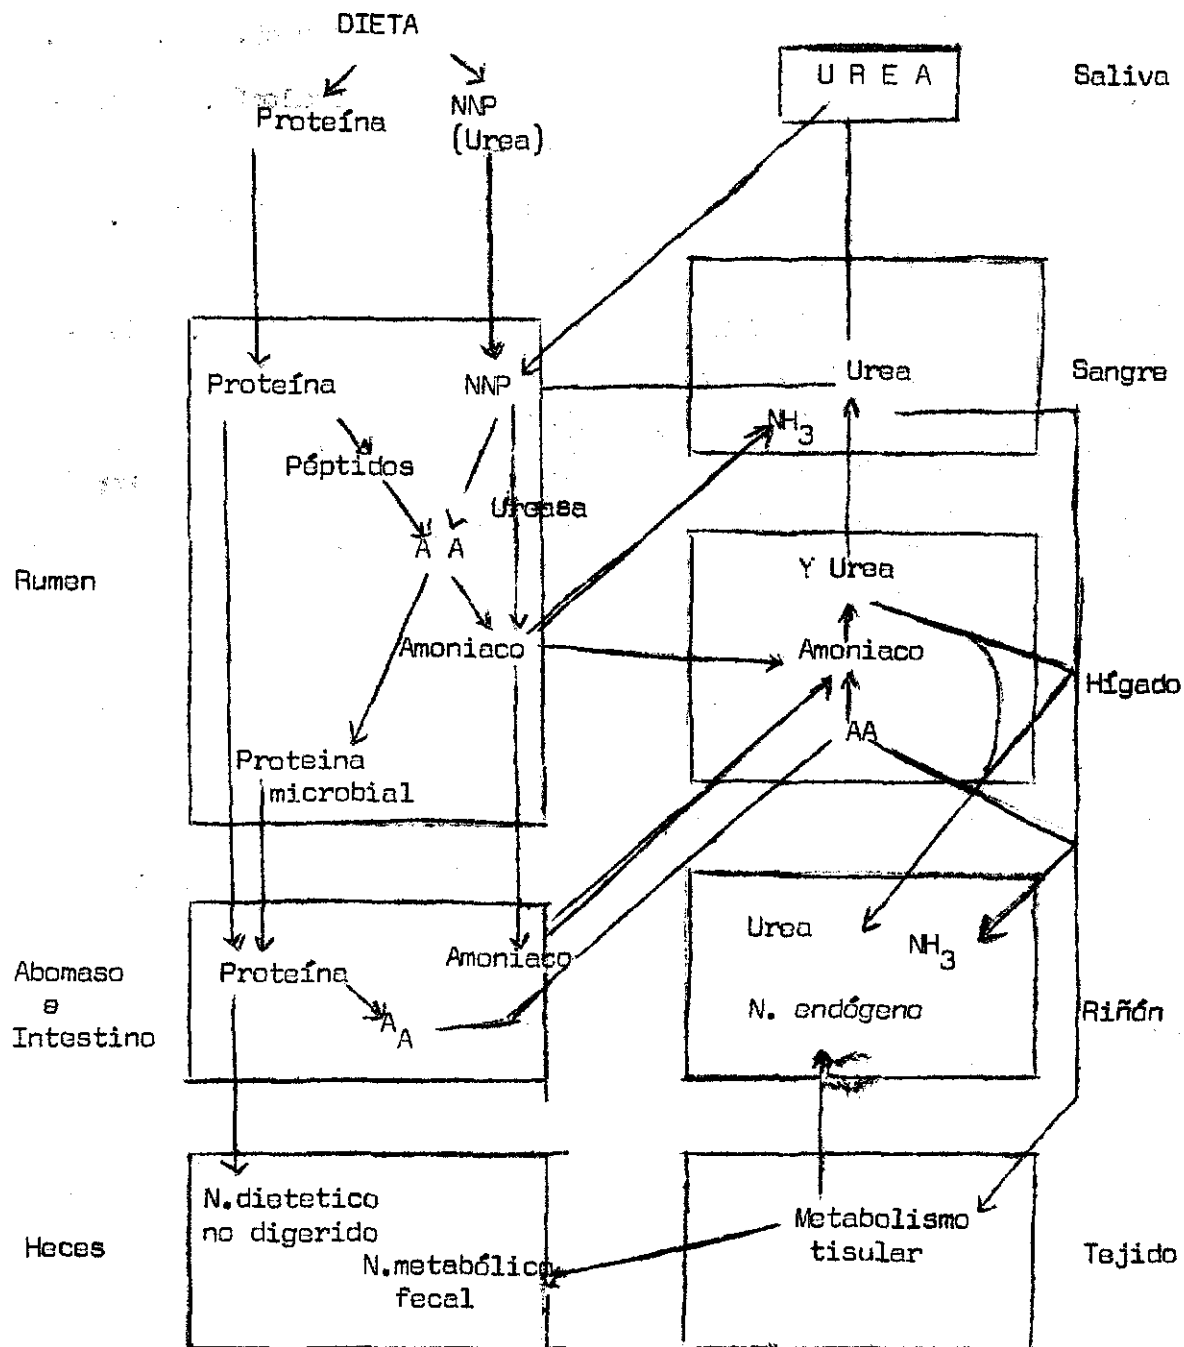 DIETA
Proteína
NNP
(Urea)
U R E A
Saliva
Proteína
NNP
Péptidos
Ureasa
A A
Amoniaco
Proteina
microbial
Rumen
Urea
NH3
Sangre
Y Urea
Amoniaco
AA
Hígado
Abomaso
e
Intestino
Proteína
Amoniaco
AA
Urea
NH3
N. endógeno
Riñón
Heces
N.dietetico
no digerido
N.metabólico
fecal
Metabolismo
tisular
Tejido